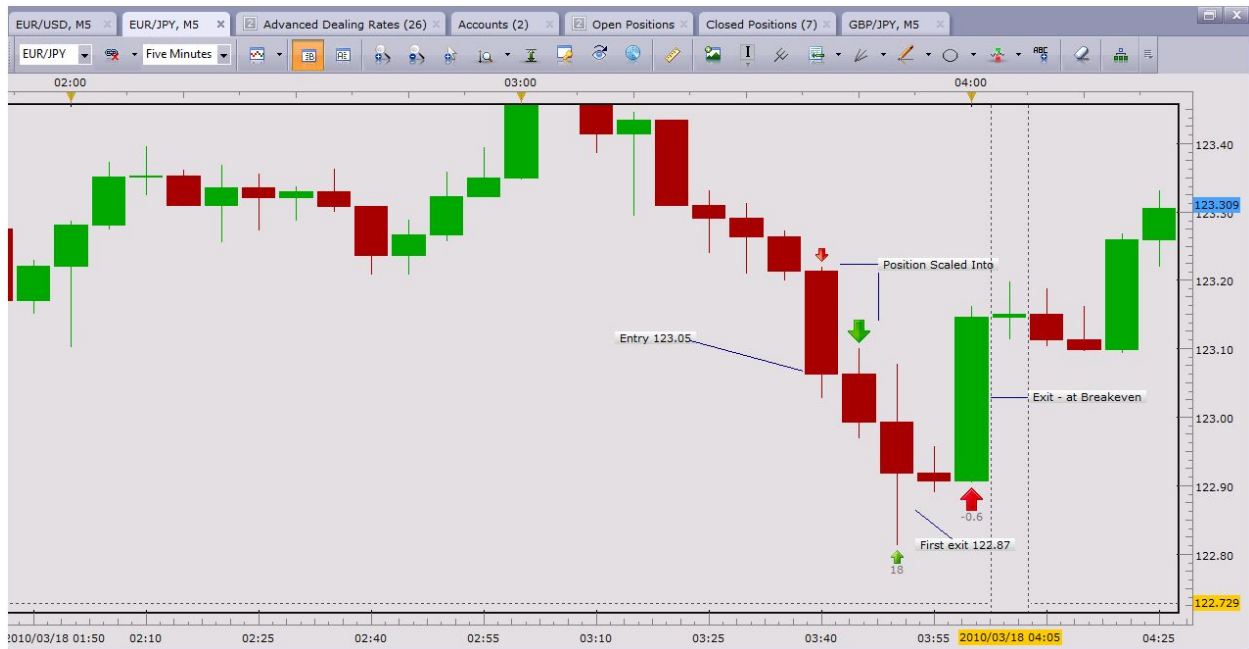 EUR/USD, M5
EUR/JPY, M5
2 Advanced Dealing Rates (26)
Accounts (2)
2 Open Positions
Closed Positions (7)
GBP/JPY, M5
EUR/JPY
Five Minutes
ABC
02:00
03:00
04:00
123.40
123.309
123.30
123.20
123.10
123.00
122.90
122.80
122.729
Position Scaled Into
Entry 123.05
Exit - at Breakeven
-0.6
First exit 122.87
18
2010/03/18 01:50
02:10
02:25
02:40
02:55
03:10
03:25
03:40
03:55
2010/03/18 04:05
04:25